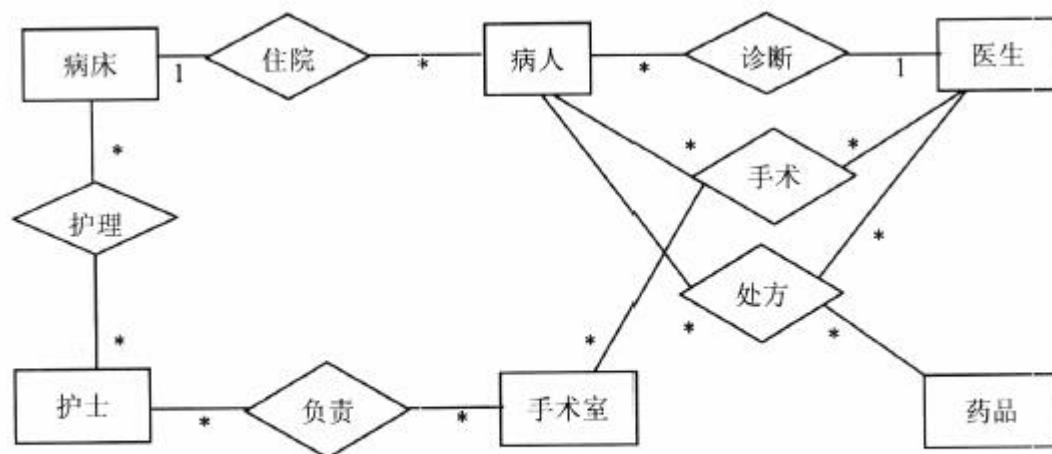 病床 1 住院 * 病人 * 诊断 1 医生
* * *
护理 手术
*
处方
* * * *
护士 * 负责 * 手术室 药品